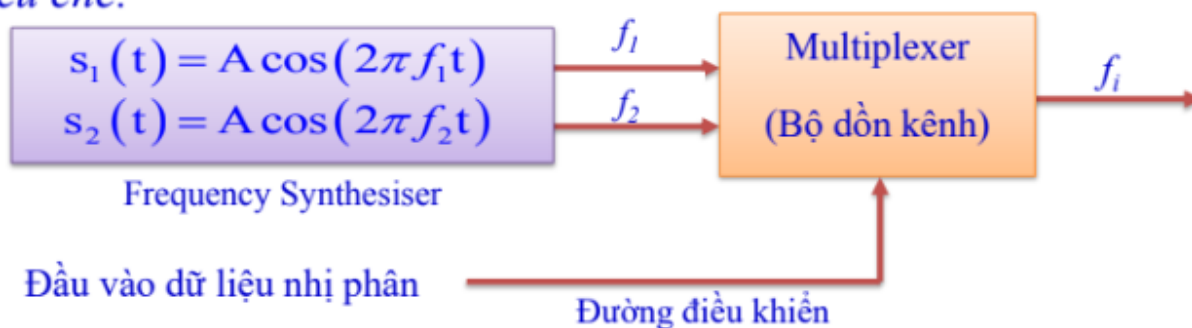 s₁(t) = A cos(2πf₁t)
s₂(t) = A cos(2πf₂t)
Frequency Synthesiser
f₁
f₂
Multiplexer
(Bộ dồn kênh)
fᵢ
Đầu vào dữ liệu nhị phân
Đường điều khiển